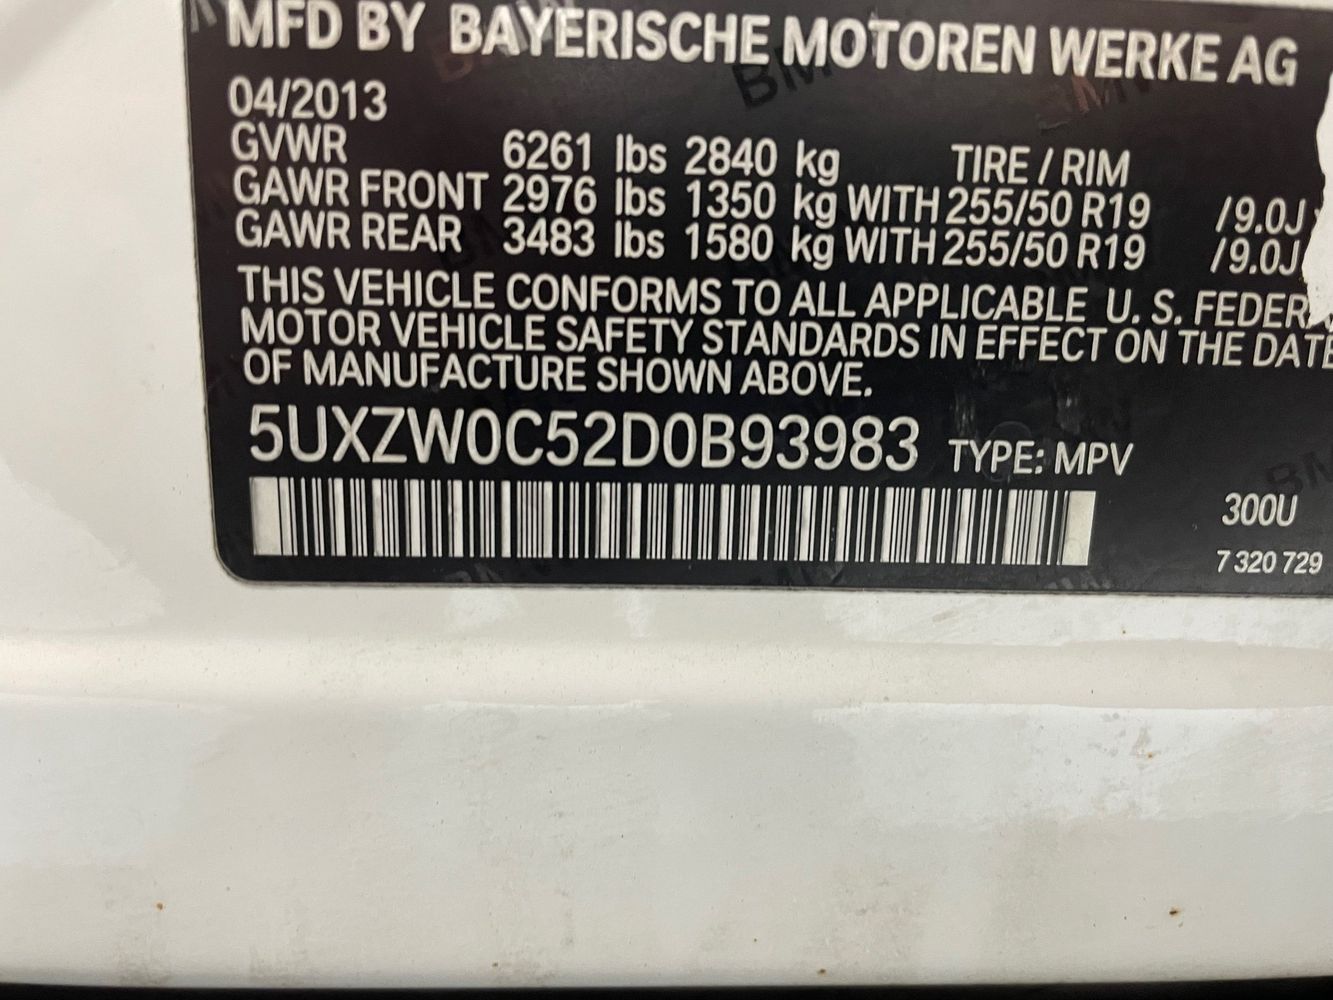 MFD BY BAYERISCHE MOTOREN WERKE AG
04/2013
GVWR 6261 lbs 2840 kg TIRE / RIM
GAWR FRONT 2976 lbs 1350 kg WITH 255/50 R19 /9.0J
GAWR REAR 3483 lbs 1580 kg WITH 255/50 R19 /9.0J
THIS VEHICLE CONFORMS TO ALL APPLICABLE U. S. FEDERA
MOTOR VEHICLE SAFETY STANDARDS IN EFFECT ON THE DATE
OF MANUFACTURE SHOWN ABOVE.
5UXZW0C52D0B93983 TYPE: MPV
300U
7 320 729